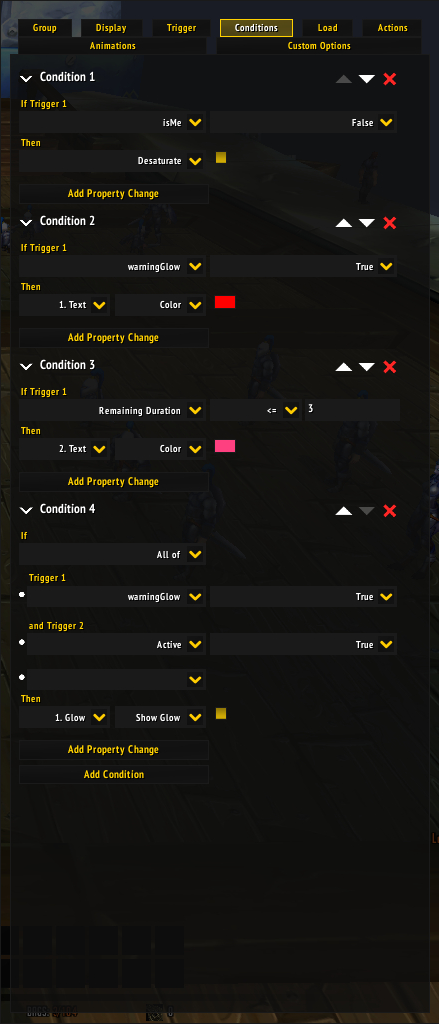 Group Display Trigger Conditions Load Actions
Animations Custom Options
Condition 1
If Trigger 1
isMe False
Then
Desaturate
Add Property Change
Condition 2
If Trigger 1
warningGlow True
Then
1. Text Color
Add Property Change
Condition 3
If Trigger 1
Remaining Duration <= 3
Then
2. Text Color
Add Property Change
Condition 4
If
All of
Trigger 1
warningGlow True
and Trigger 2
Active True
Then
1. Glow Show Glow
Add Property Change
Add Condition